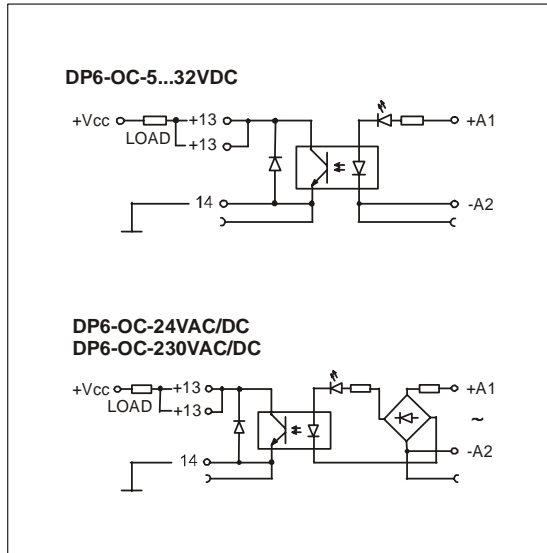 DP6-OC-5...32VDC
+Vcc
LOAD
+13
+13
+A1
14
-A2
DP6-OC-24VAC/DC
DP6-OC-230VAC/DC
+Vcc
LOAD
+13
+13
+A1
~
14
-A2